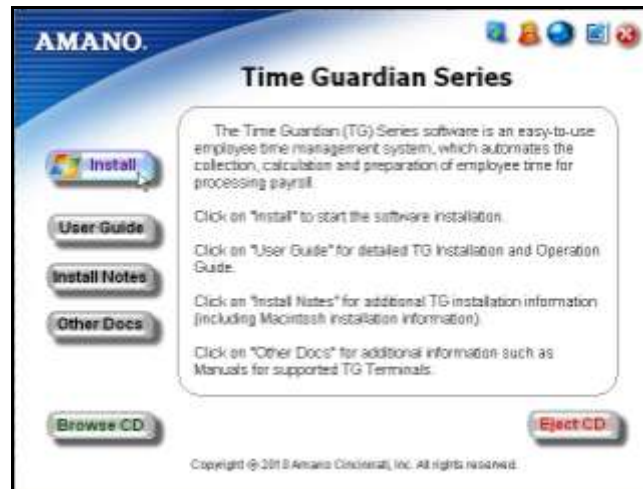 AMANO.
Time Guardian Series
The Time Guardian (TG) Series software is an easy-to-use
employee time management system, which automates the
collection, calculation and preparation of employee time for
processing payroll.
Install
Click on "Install" to start the software installation.
User Guide
Click on "User Guide" for detailed TG Installation and Operation
Guide.
Install Notes
Click on "Install Notes" for additional TG installation information
(including Macintosh installation information).
Other Docs
Click on "Other Docs" for additional information such as
Manuals for supported TG Terminals.
Browse CD
Eject CD
Copyright @ 2010 Amano Cincinnati, Inc. All rights reserved.